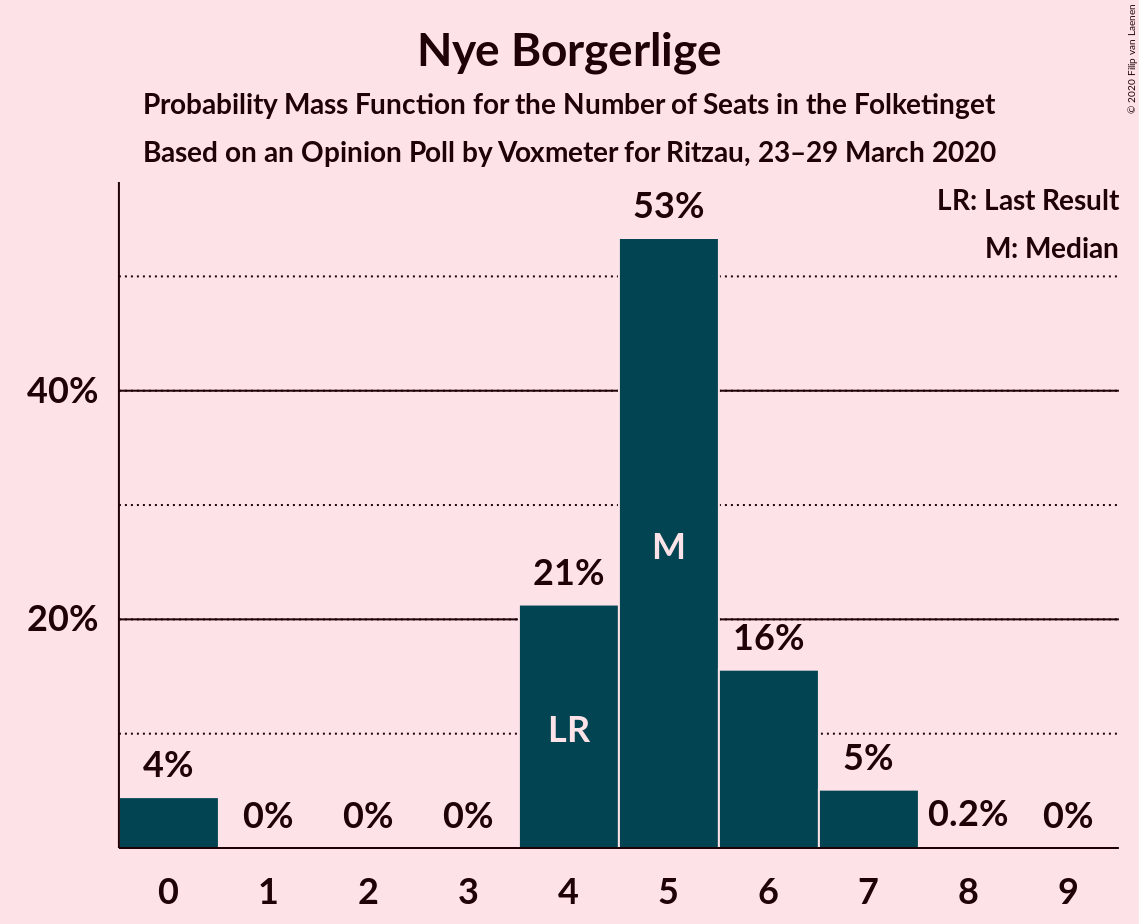 Nye Borgerlige
Probability Mass Function for the Number of Seats in the Folketinget
Based on an Opinion Poll by Voxmeter for Ritzau, 23–29 March 2020
© 2020 Filip van Laenen
LR: Last Result
M: Median
53%
40%
M
21%
20%
16%
LR
4%
0%
0%
0%
5%
0.2%
0%
0 1 2 3 4 5 6 7 8 9